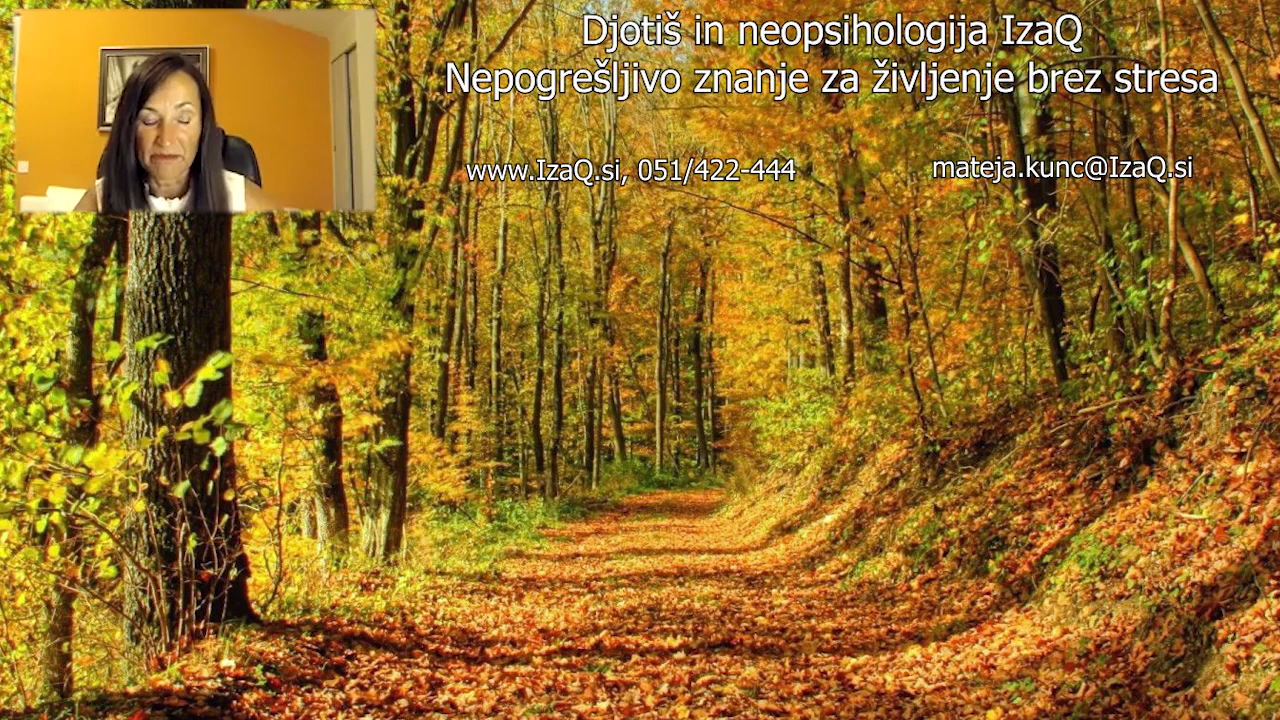 Djotiš in neopsihologija IzaQ
Nepogrešljivo znanje za življenje brez stresa
www.IzaQ.si, 051/422-444
mateja.kunc@IzaQ.si